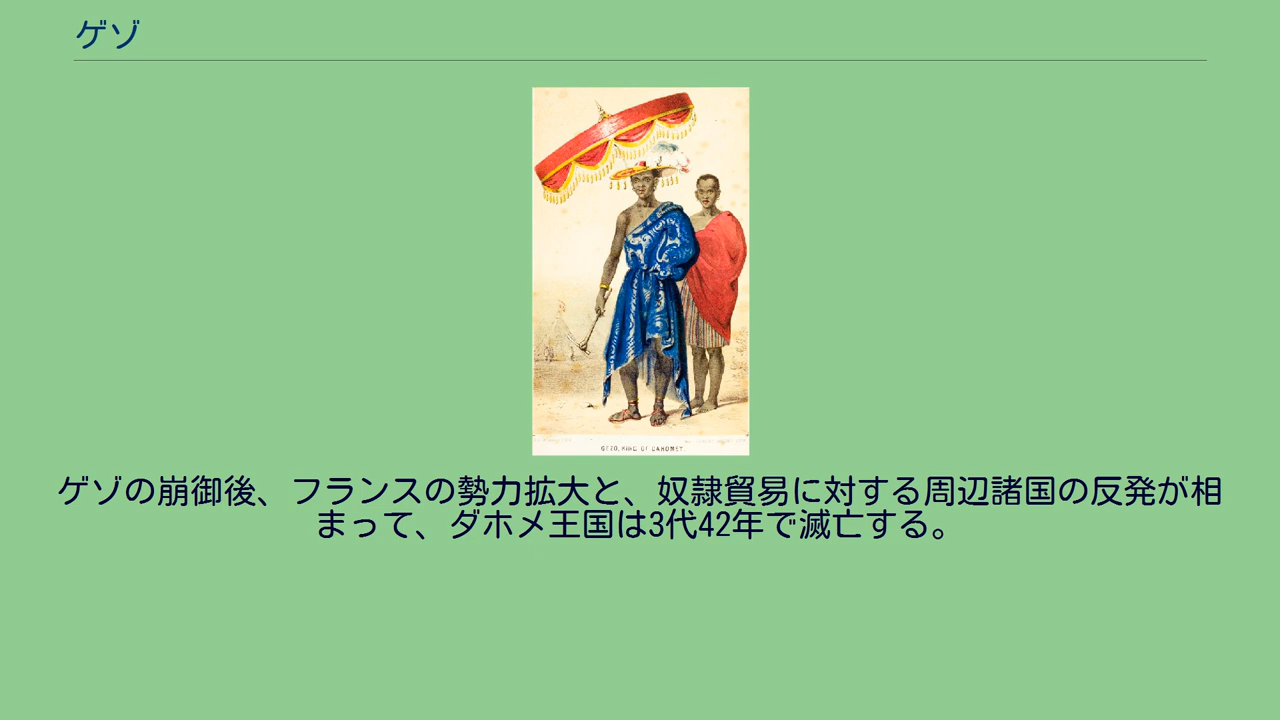 ゲゾ
GEZO, KING OF DAHOMEY
ゲゾの崩御後、フランスの勢力拡大と、奴隷貿易に対する周辺諸国の反発が相
まって、ダホメ王国は3代42年で滅亡する。